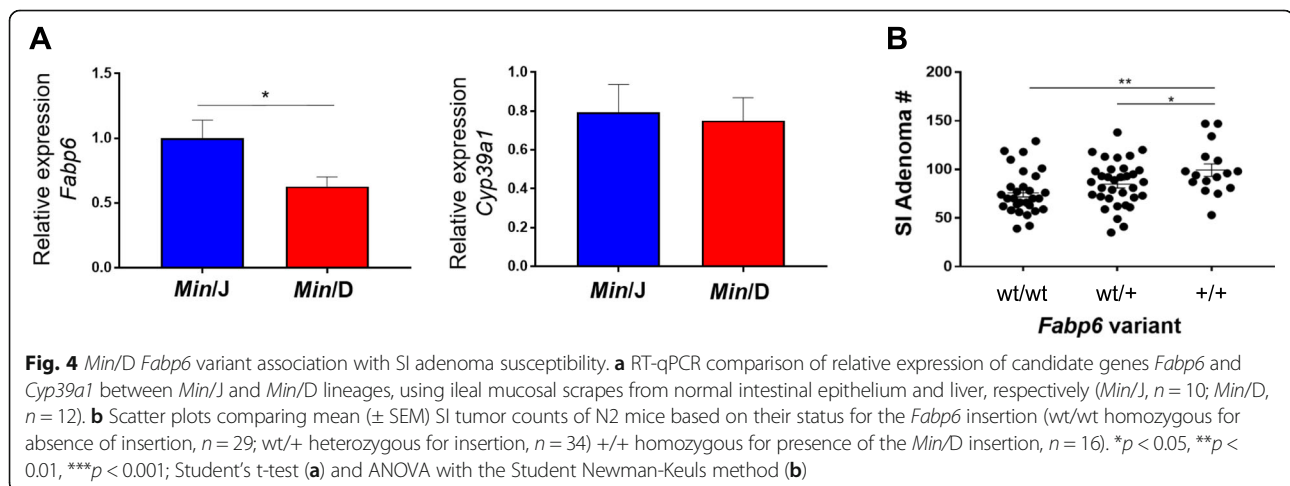 A
Relative expression
Fabp6
1.5
1.0
0.5
0.0
*
Min/J
Min/D
Relative expression
Cyp39a1
1.0
0.8
0.6
0.4
0.2
0.0
Min/J
Min/D
B
SI Adenoma #
200
150
100
50
0
**
*
wt/wt
wt/+
+/+
Fabp6 variant
Fig. 4 Min/D Fabp6 variant association with SI adenoma susceptibility. a RT-qPCR comparison of relative expression of candidate genes Fabp6 and
Cyp39a1 between Min/J and Min/D lineages, using ileal mucosal scrapes from normal intestinal epithelium and liver, respectively (Min/J, n = 10; Min/D,
n = 12). b Scatter plots comparing mean (± SEM) SI tumor counts of N2 mice based on their status for the Fabp6 insertion (wt/wt homozygous for
absence of insertion, n = 29; wt/+ heterozygous for insertion, n = 34) +/+ homozygous for presence of the Min/D insertion, n = 16). *p < 0.05, **p <
0.01, ***p < 0.001; Student's t-test (a) and ANOVA with the Student Newman-Keuls method (b)